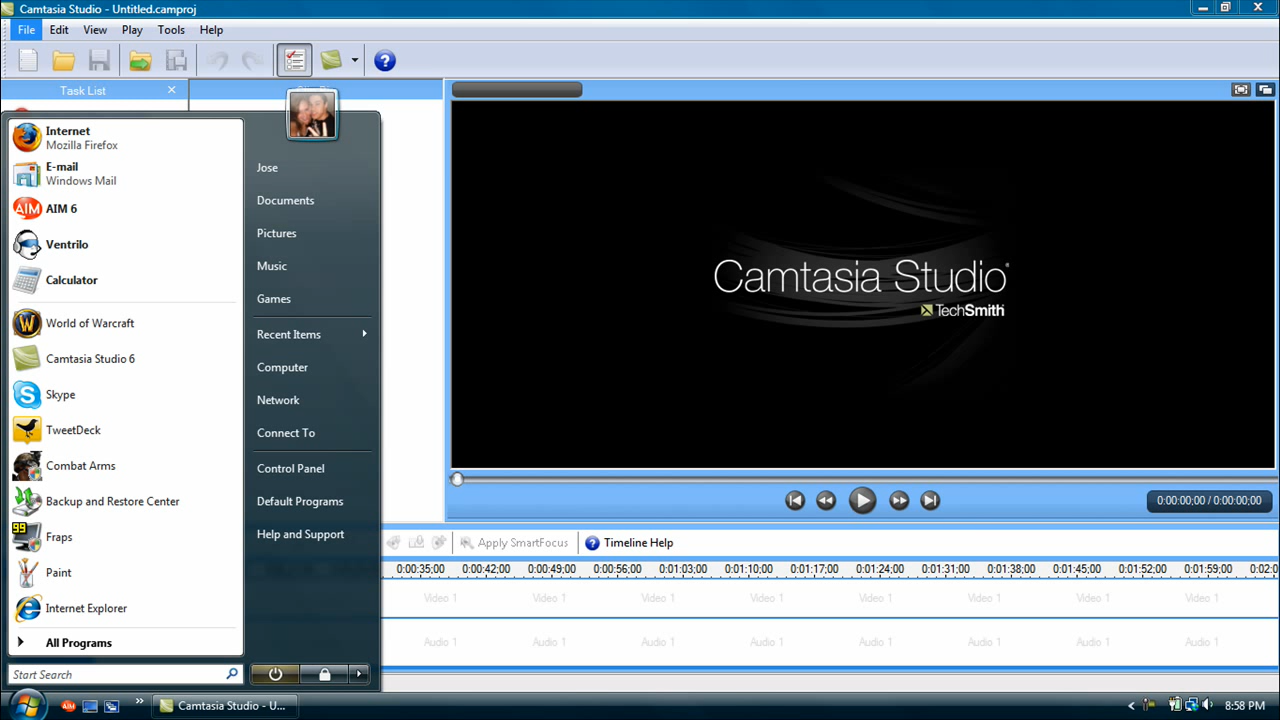 Camtasia Studio - Untitled.camproj
File Edit View Play Tools Help
Task List
Internet
Mozilla Firefox
E-mail
Windows Mail
AIM 6
Ventrilo
Calculator
World of Warcraft
Camtasia Studio 6
Skype
TweetDeck
Combat Arms
Backup and Restore Center
99
Fraps
Paint
Internet Explorer
All Programs
Start Search
Jose
Documents
Pictures
Music
Games
Recent Items
Computer
Network
Connect To
Control Panel
Default Programs
Help and Support
Camtasia Studio
TechSmith
0:00:00;00 / 0:00:00;00
Apply SmartFocus Timeline Help
0:00:35;00 0:00:42;00 0:00:49;00 0:00:56;00 0:01:03;00 0:01:10;00 0:01:17;00 0:01:24;00 0:01:31;00 0:01:38;00 0:01:45;00 0:01:52;00 0:01:59;00
Video 1 Video 1 Video 1 Video 1 Video 1 Video 1 Video 1 Video 1
Audio 1 Audio 1 Audio 1 Audio 1 Audio 1 Audio 1 Audio 1 Audio 1
Camtasia Studio - U...
8:58 PM